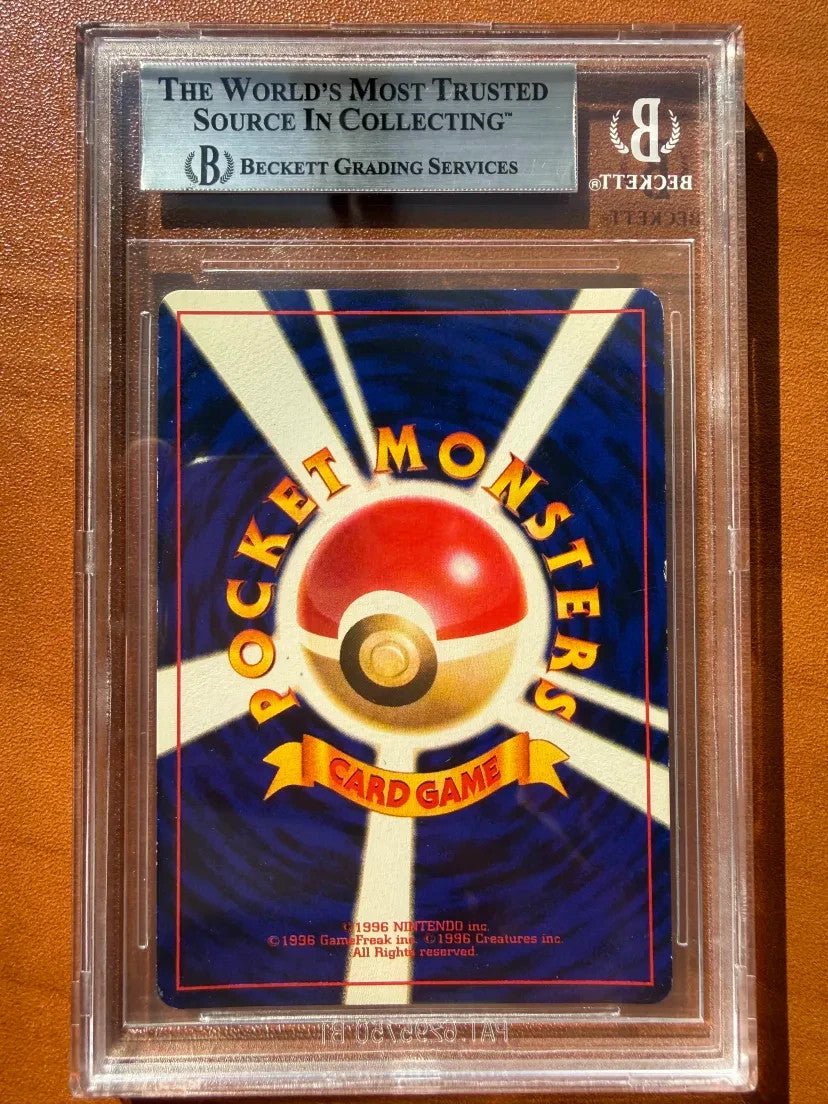 THE WORLD'S MOST TRUSTED
SOURCE IN COLLECTING™
B BECKETT GRADING SERVICES
B
BECKETT®
POCKET MONSTERS
CARD GAME
©1996 NINTENDO inc.
©1996 GameFreak inc. ©1996 Creatures inc.
All Rights reserved.